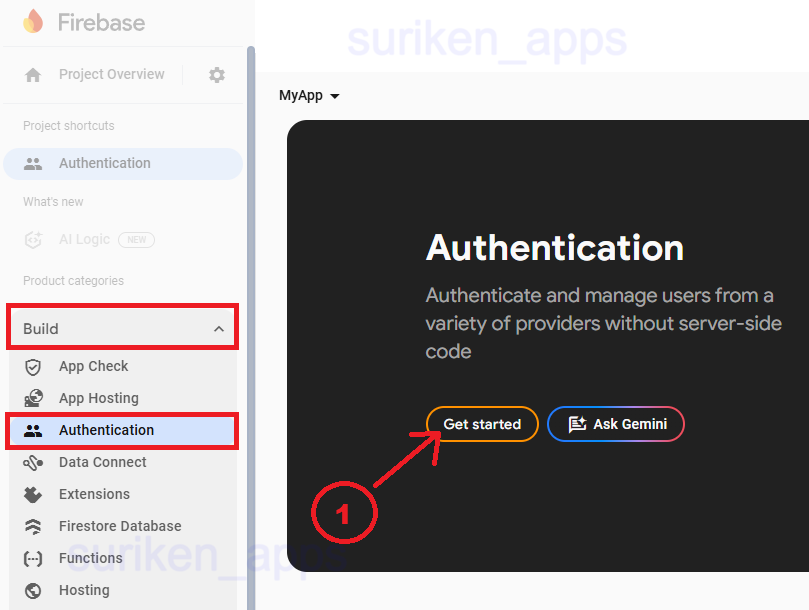 Firebase
suriken_apps
Project Overview
MyApp
Project shortcuts
Authentication
What's new
AI Logic NEW
Product categories
Build
App Check
App Hosting
Authentication
Data Connect
Extensions
Firestore Database
Functions
Hosting
Authentication
Authenticate and manage users from a
variety of providers without server-side
code
Get started
Ask Gemini
1
suriken_apps